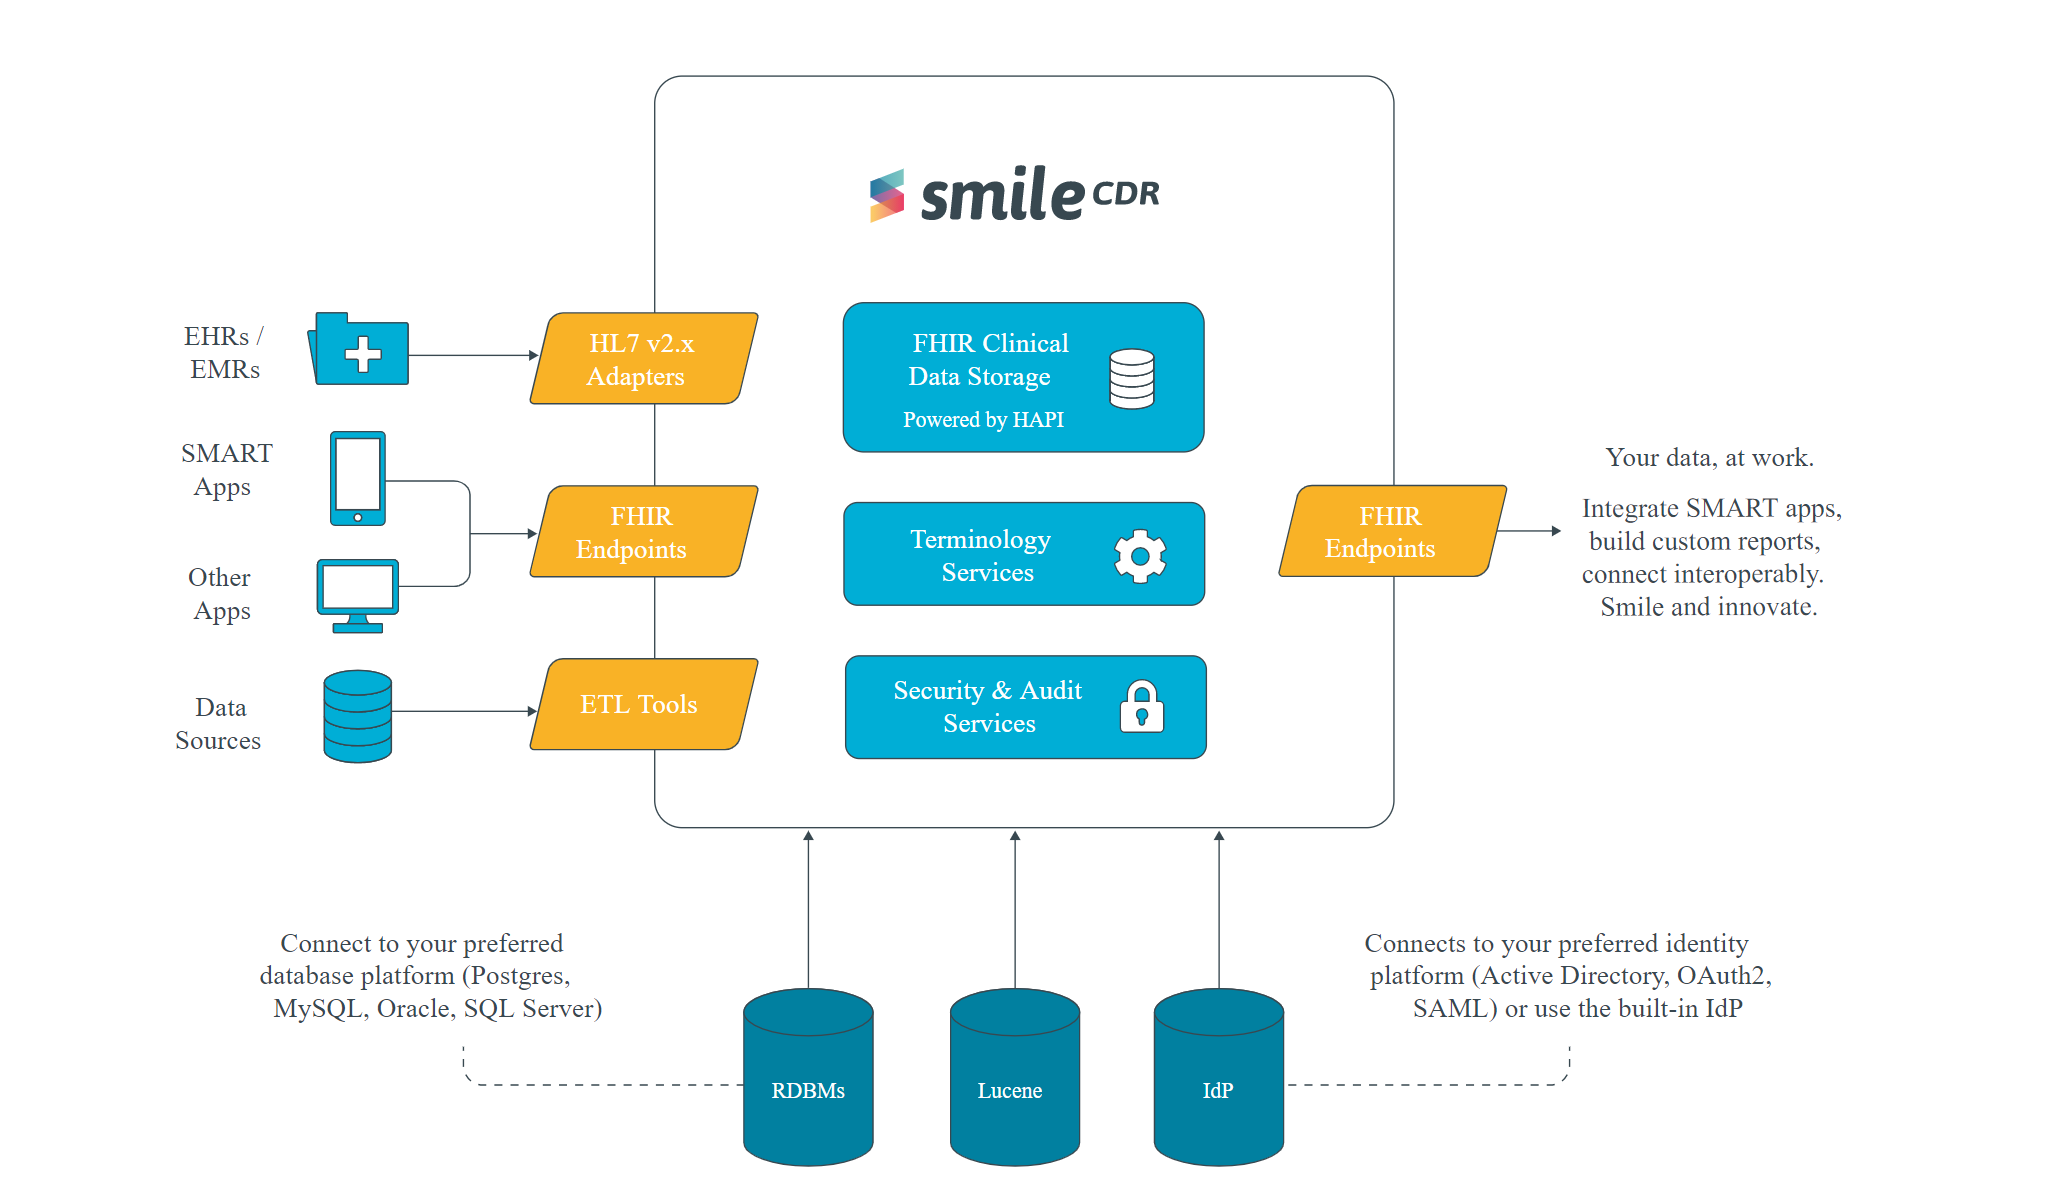 smile CDR
EHRs /
EMRs
HL7 v2.x
Adapters
FHIR Clinical
Data Storage
Powered by HAPI
SMART
Apps
Other
Apps
FHIR
Endpoints
Terminology
Services
FHIR
Endpoints
Your data, at work.
Integrate SMART apps,
build custom reports,
connect interoperably.
Smile and innovate.
Data
Sources
ETL Tools
Security & Audit
Services
Connect to your preferred
database platform (Postgres,
MySQL, Oracle, SQL Server)
Connects to your preferred identity
platform (Active Directory, OAuth2,
SAML) or use the built-in IdP
RDBMs
Lucene
IdP